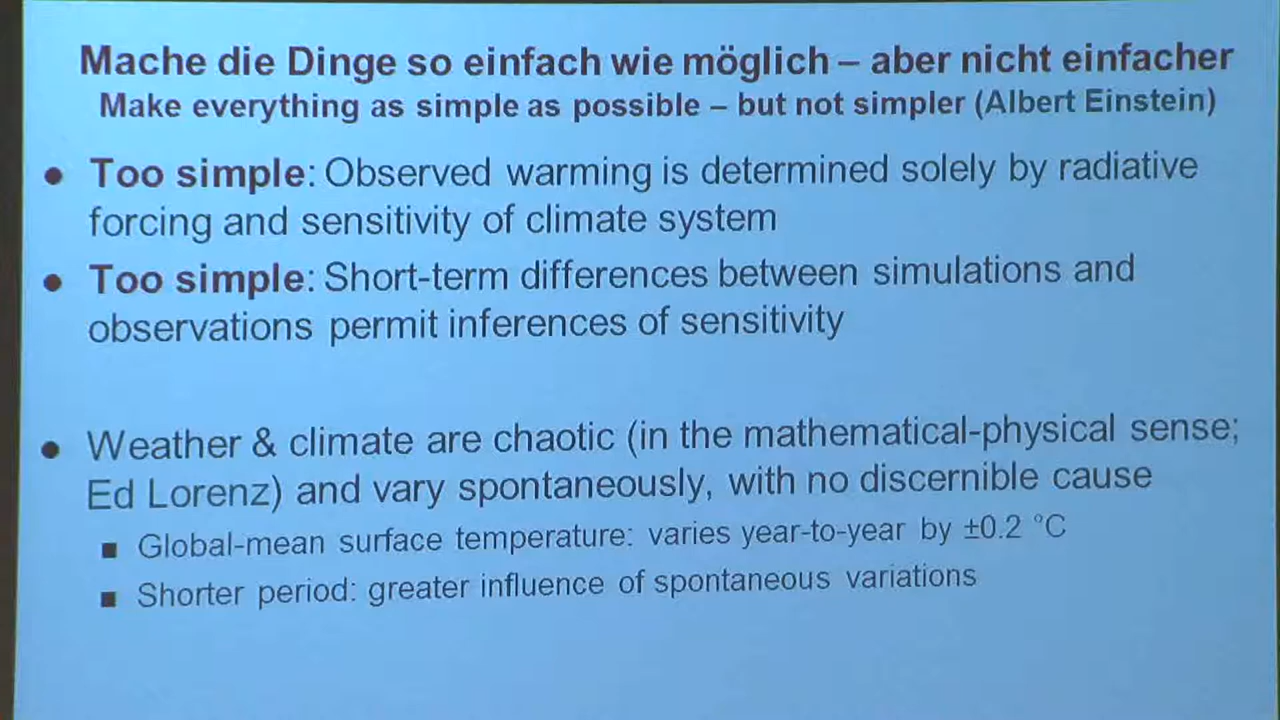 Mache die Dinge so einfach wie möglich – aber nicht einfacher
Make everything as simple as possible – but not simpler (Albert Einstein)
● Too simple: Observed warming is determined solely by radiative
forcing and sensitivity of climate system
● Too simple: Short-term differences between simulations and
observations permit inferences of sensitivity
● Weather & climate are chaotic (in the mathematical-physical sense;
Ed Lorenz) and vary spontaneously, with no discernible cause
■ Global-mean surface temperature: varies year-to-year by ±0.2 °C
■ Shorter period: greater influence of spontaneous variations